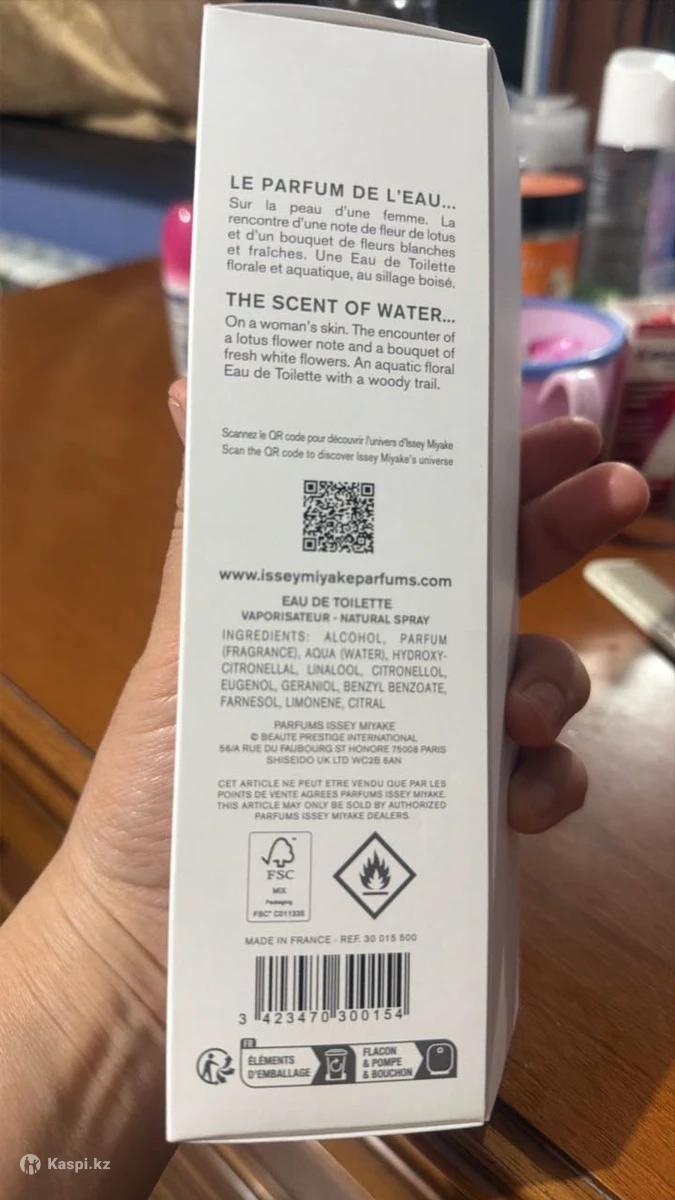 LE PARFUM DE L'EAU...
Sur la peau d'une femme. La
rencontre d'une note de fleur de lotus
et d'un bouquet de fleurs blanches
et fraîches. Une Eau de Toilette
florale et aquatique, au sillage boisé.
THE SCENT OF WATER...
On a woman's skin. The encounter of
a lotus flower note and a bouquet of
fresh white flowers. An aquatic floral
Eau de Toilette with a woody trail.
Scannez le QR code pour découvrir l'univers d'Issey Miyake
Scan the QR code to discover Issey Miyake's universe
www.isseymiyakeparfums.com
EAU DE TOILETTE
VAPORISATEUR - NATURAL SPRAY
INGREDIENTS: ALCOHOL, PARFUM
(FRAGRANCE), AQUA (WATER), HYDROXY-
CITRONELLAL, LINALOOL, CITRONELLOL,
EUGENOL, GERANIOL, BENZYL BENZOATE,
FARNESOL, LIMONENE, CITRAL
PARFUMS ISSEY MIYAKE
© BEAUTE PRESTIGE INTERNATIONAL
56/A RUE DU FAUBOURG ST HONORE 75008 PARIS
SHISEIDO UK LTD WC2B 6AN
CET ARTICLE NE PEUT ETRE VENDU QUE PAR LES
POINTS DE VENTE AGREES PARFUMS ISSEY MIYAKE.
THIS ARTICLE MAY ONLY BE SOLD BY AUTHORIZED
PARFUMS ISSEY MIYAKE DEALERS.
FSC
MIX
Packaging
FSC® C011335
MADE IN FRANCE - REF. 30 015 500
3 423470 300154
FR
ÉLÉMENTS
D'EMBALLAGE
FLACON
& POMPE
& BOUCHON
Kaspi.kz